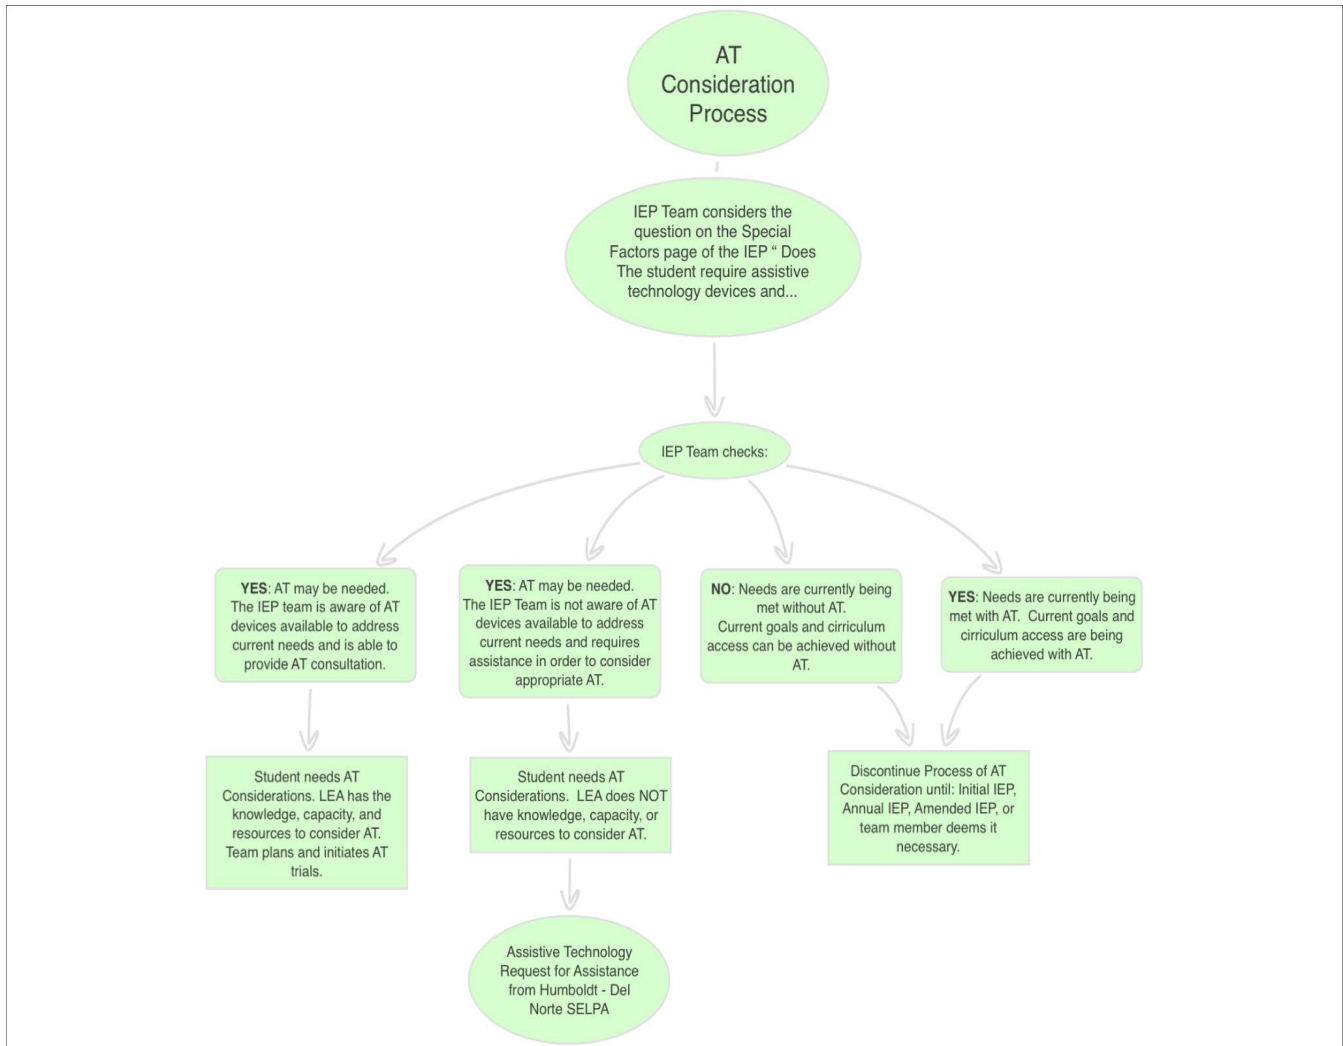 AT
Consideration
Process
IEP Team considers the
question on the Special
Factors page of the IEP “ Does
The student require assistive
technology devices and...
IEP Team checks:
YES: AT may be needed.
The IEP team is aware of AT
devices available to address
current needs and is able to
provide AT consultation.
YES: AT may be needed.
The IEP Team is not aware of AT
devices available to address
current needs and requires
assistance in order to consider
appropriate AT.
NO: Needs are currently being
met without AT.
Current goals and cirriculum
access can be achieved without
AT.
YES: Needs are currently being
met with AT. Current goals and
cirriculum access are being
achieved with AT.
Student needs AT
Considerations. LEA has the
knowledge, capacity, and
resources to consider AT.
Team plans and initiates AT
trials.
Student needs AT
Considerations. LEA does NOT
have knowledge, capacity, or
resources to consider AT.
Discontinue Process of AT
Consideration until: Initial IEP,
Annual IEP, Amended IEP, or
team member deems it
necessary.
Assistive Technology
Request for Assistance
from Humboldt - Del
Norte SELPA